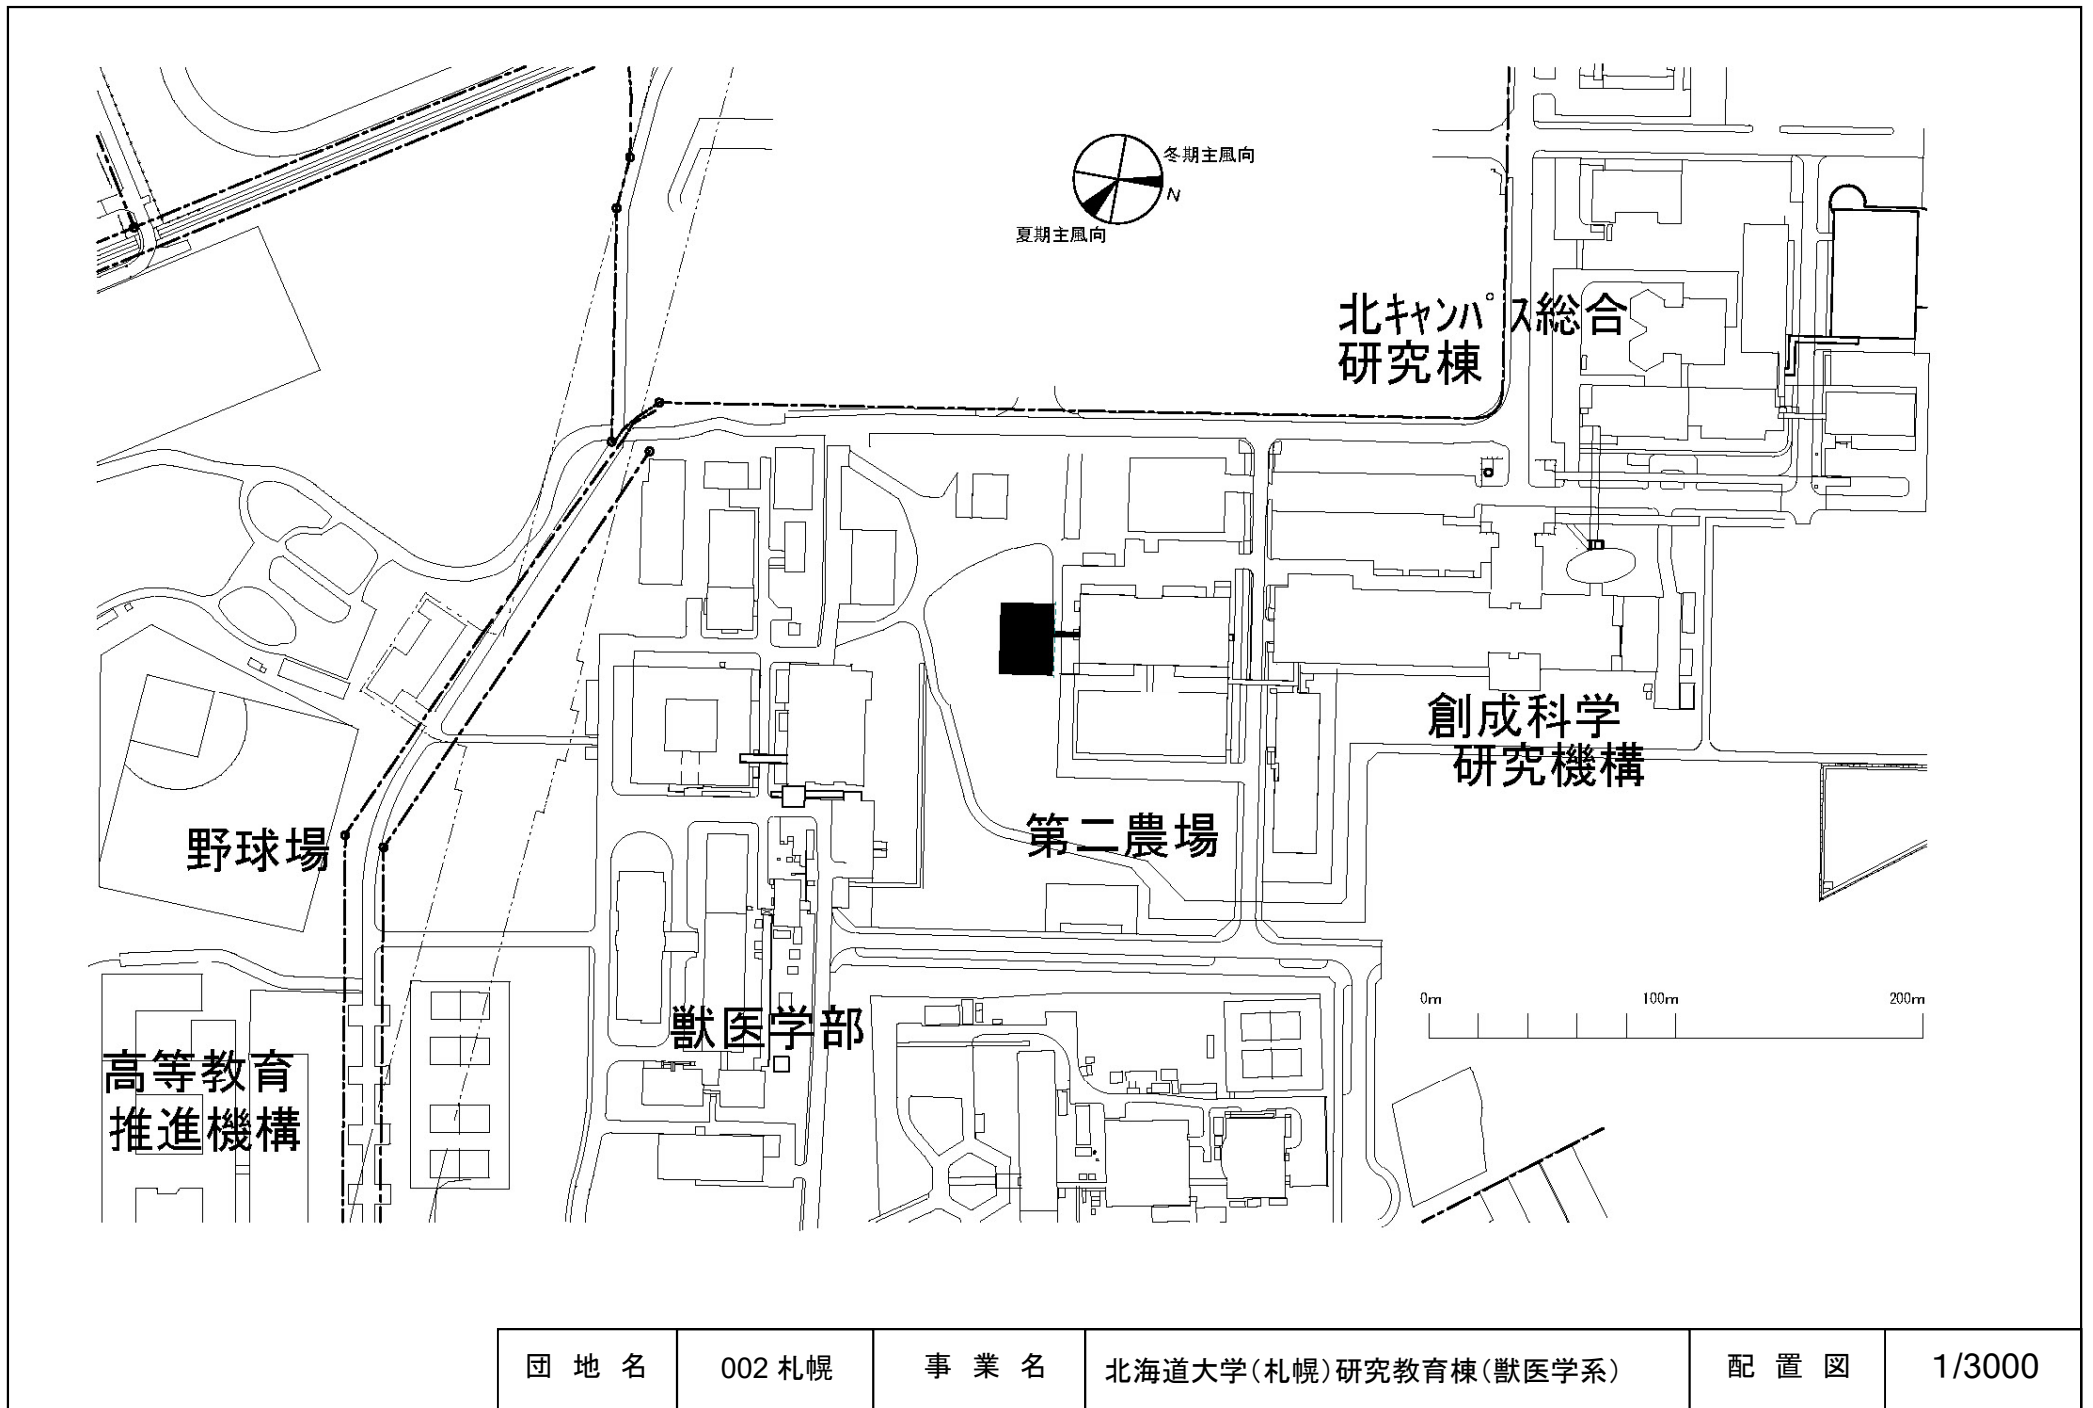 冬期主風向
N
夏期主風向
北キャンパス総合
研究棟
創成科学
研究機構
野球場
第二農場
獣医学部
高等教育
推進機構
0m 100m 200m
団地名 002 札幌 事業名 北海道大学(札幌)研究教育棟(獣医学系) 配置図 1/3000